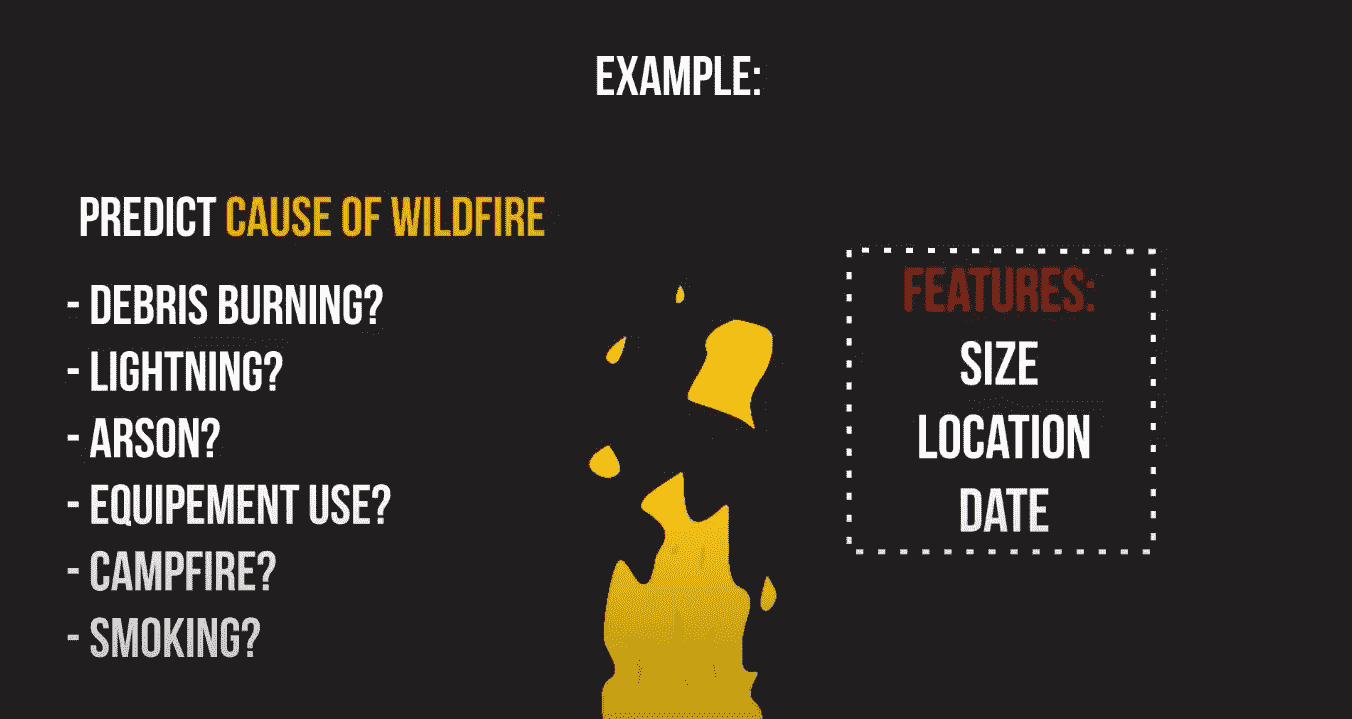 EXAMPLE:
PREDICT CAUSE OF WILDFIRE
- DEBRIS BURNING?
- LIGHTNING?
- ARSON?
- EQUIPEMENT USE?
- CAMPFIRE?
- SMOKING?
FEATURES:
SIZE
LOCATION
DATE